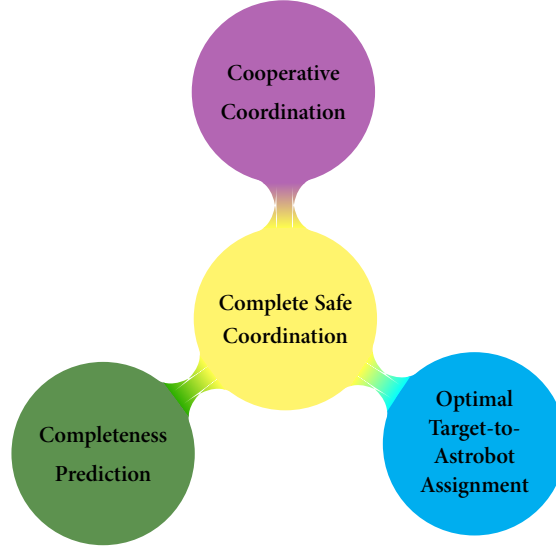 Cooperative
Coordination
Complete Safe
Coordination
Completeness
Prediction
Optimal
Target-to-
Astrobot
Assignment